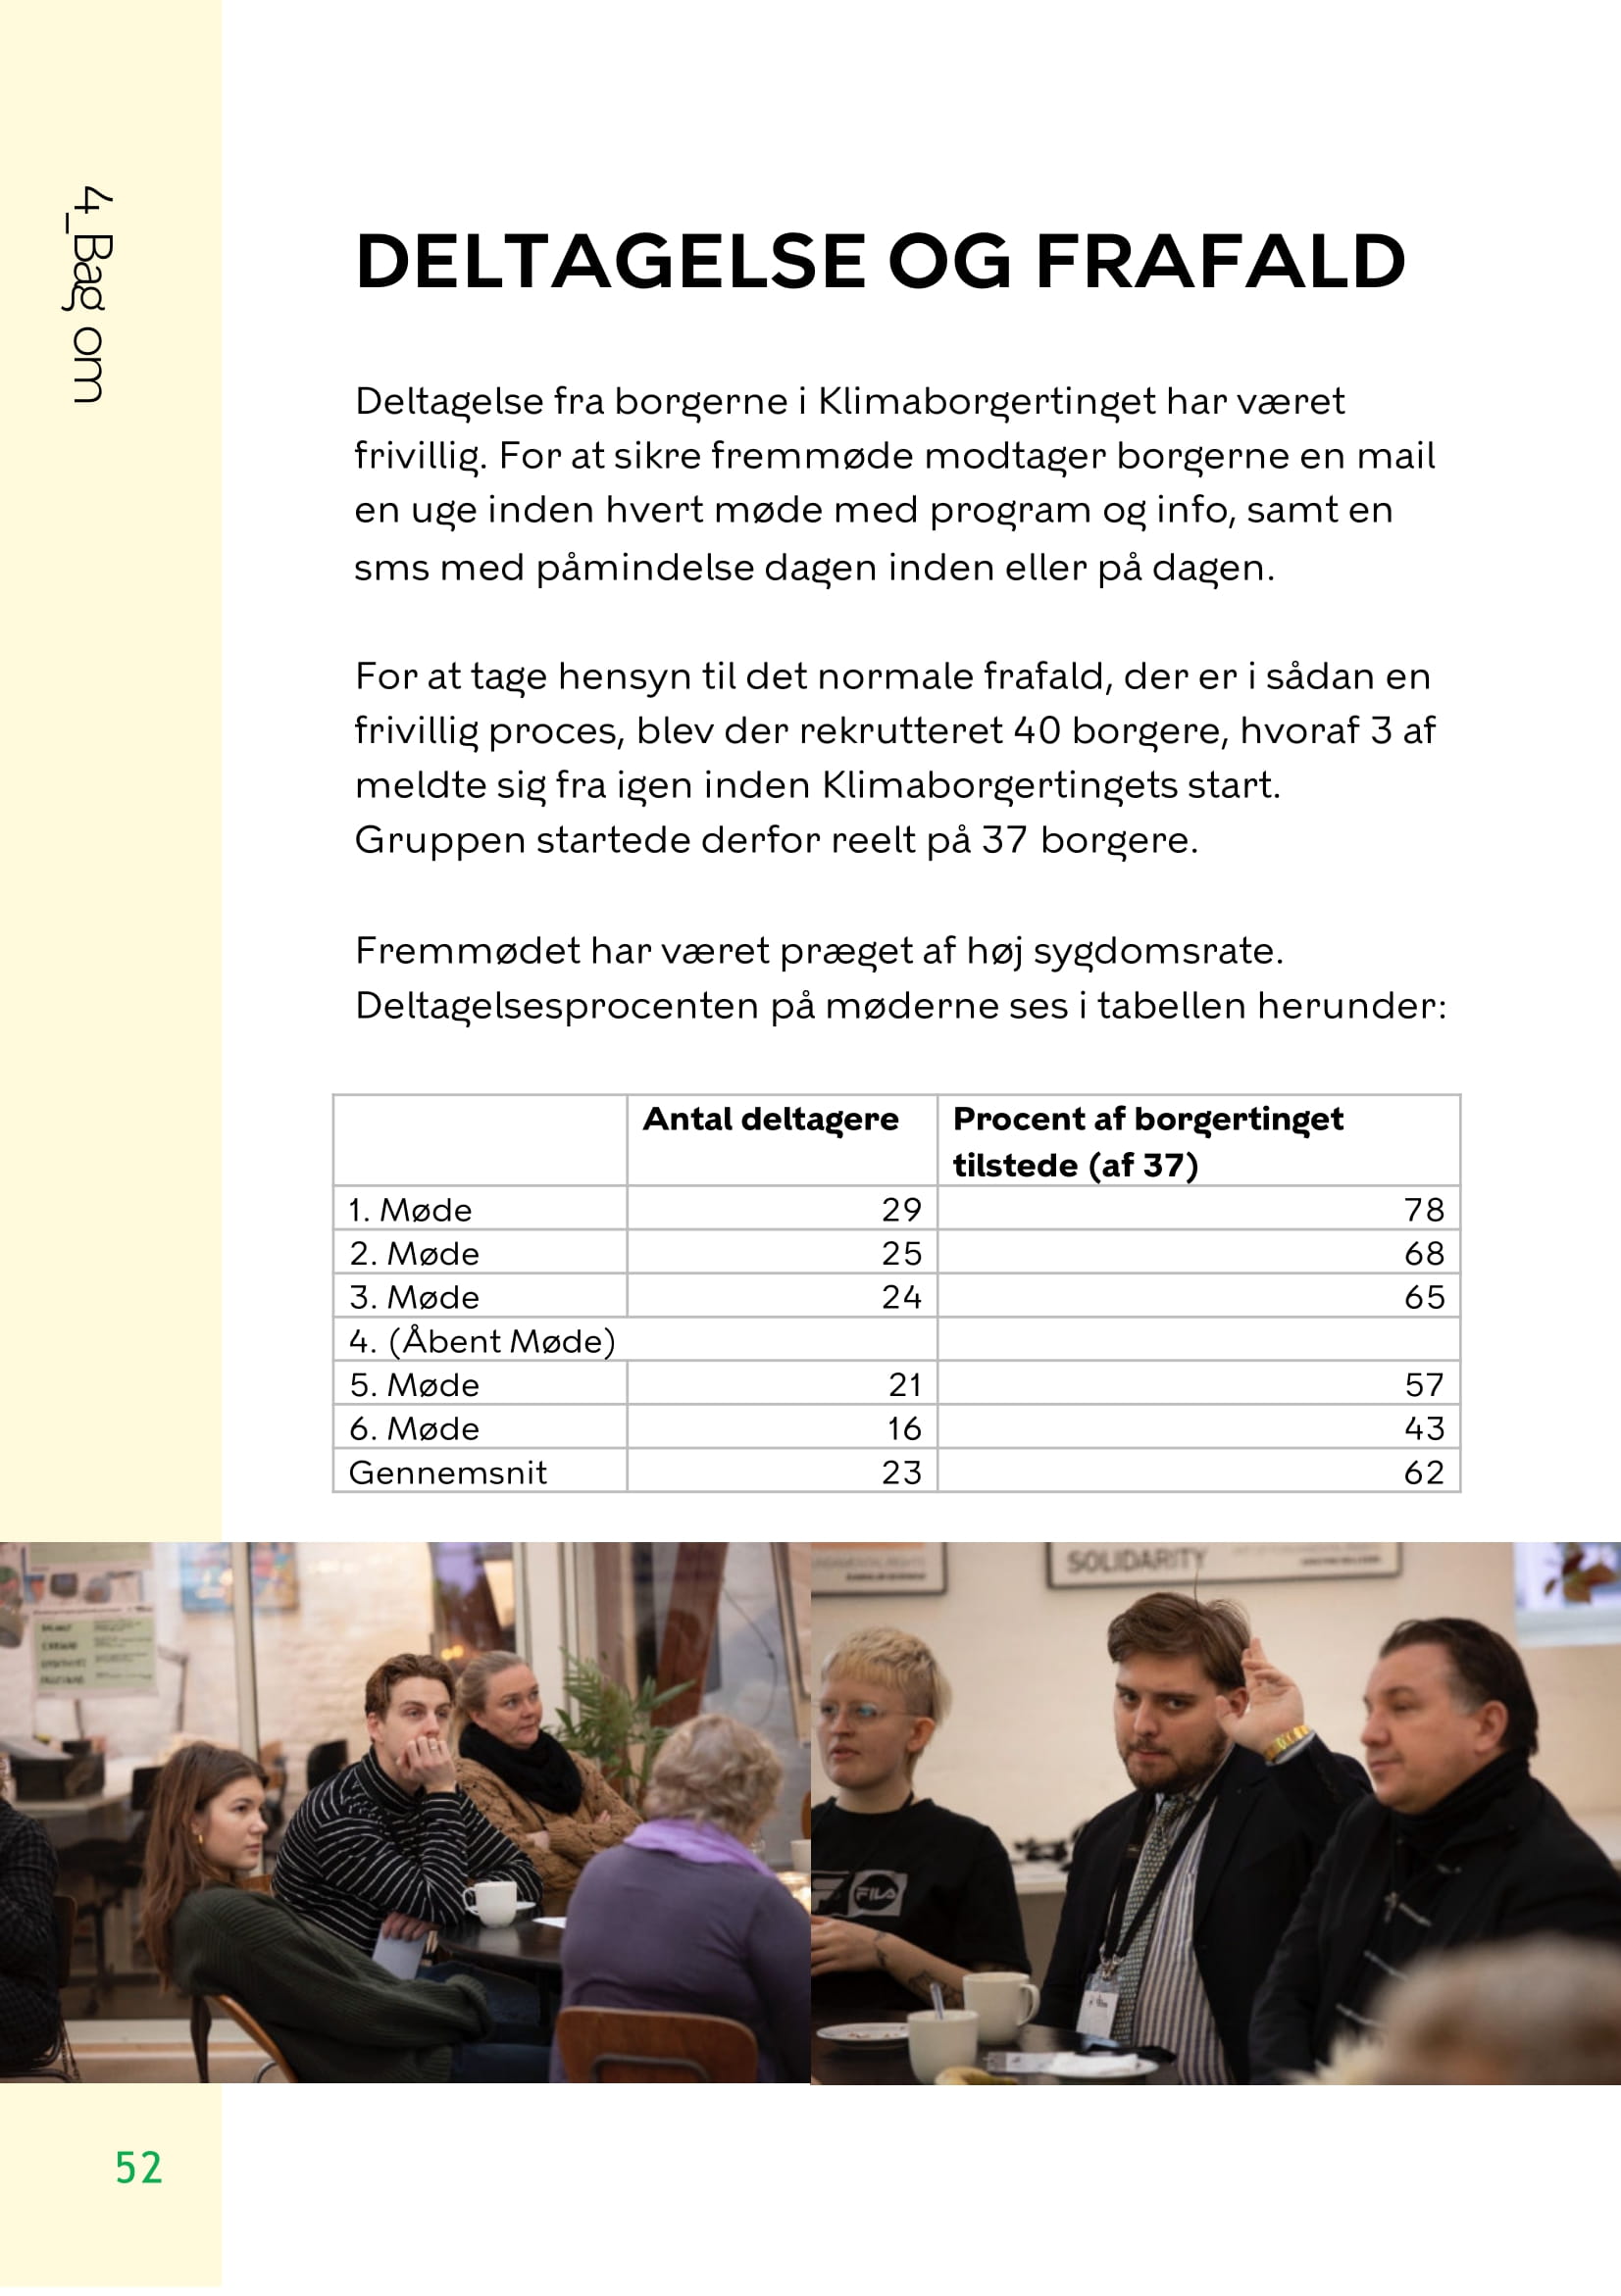 4_Bag om
DELTAGELSE OG FRAFALD
Deltagelse fra borgerne i Klimaborgertinget har været
frivillig. For at sikre fremmøde modtager borgerne en mail
en uge inden hvert møde med program og info, samt en
sms med påmindelse dagen inden eller på dagen.
For at tage hensyn til det normale frafald, der er i sådan en
frivillig proces, blev der rekrutteret 40 borgere, hvoraf 3 af
meldte sig fra igen inden Klimaborgertingets start.
Gruppen startede derfor reelt på 37 borgere.
Fremmødet har været præget af høj sygdomsrate.
Deltagelsesprocenten på møderne ses i tabellen herunder:
Antal deltagere Procent af borgertinget
tilstede (af 37)
1. Møde 29 78
2. Møde 25 68
3. Møde 24 65
4. (Åbent Møde)
5. Møde 21 57
6. Møde 16 43
Gennemsnit 23 62
SOLIDARITY
FILA
52